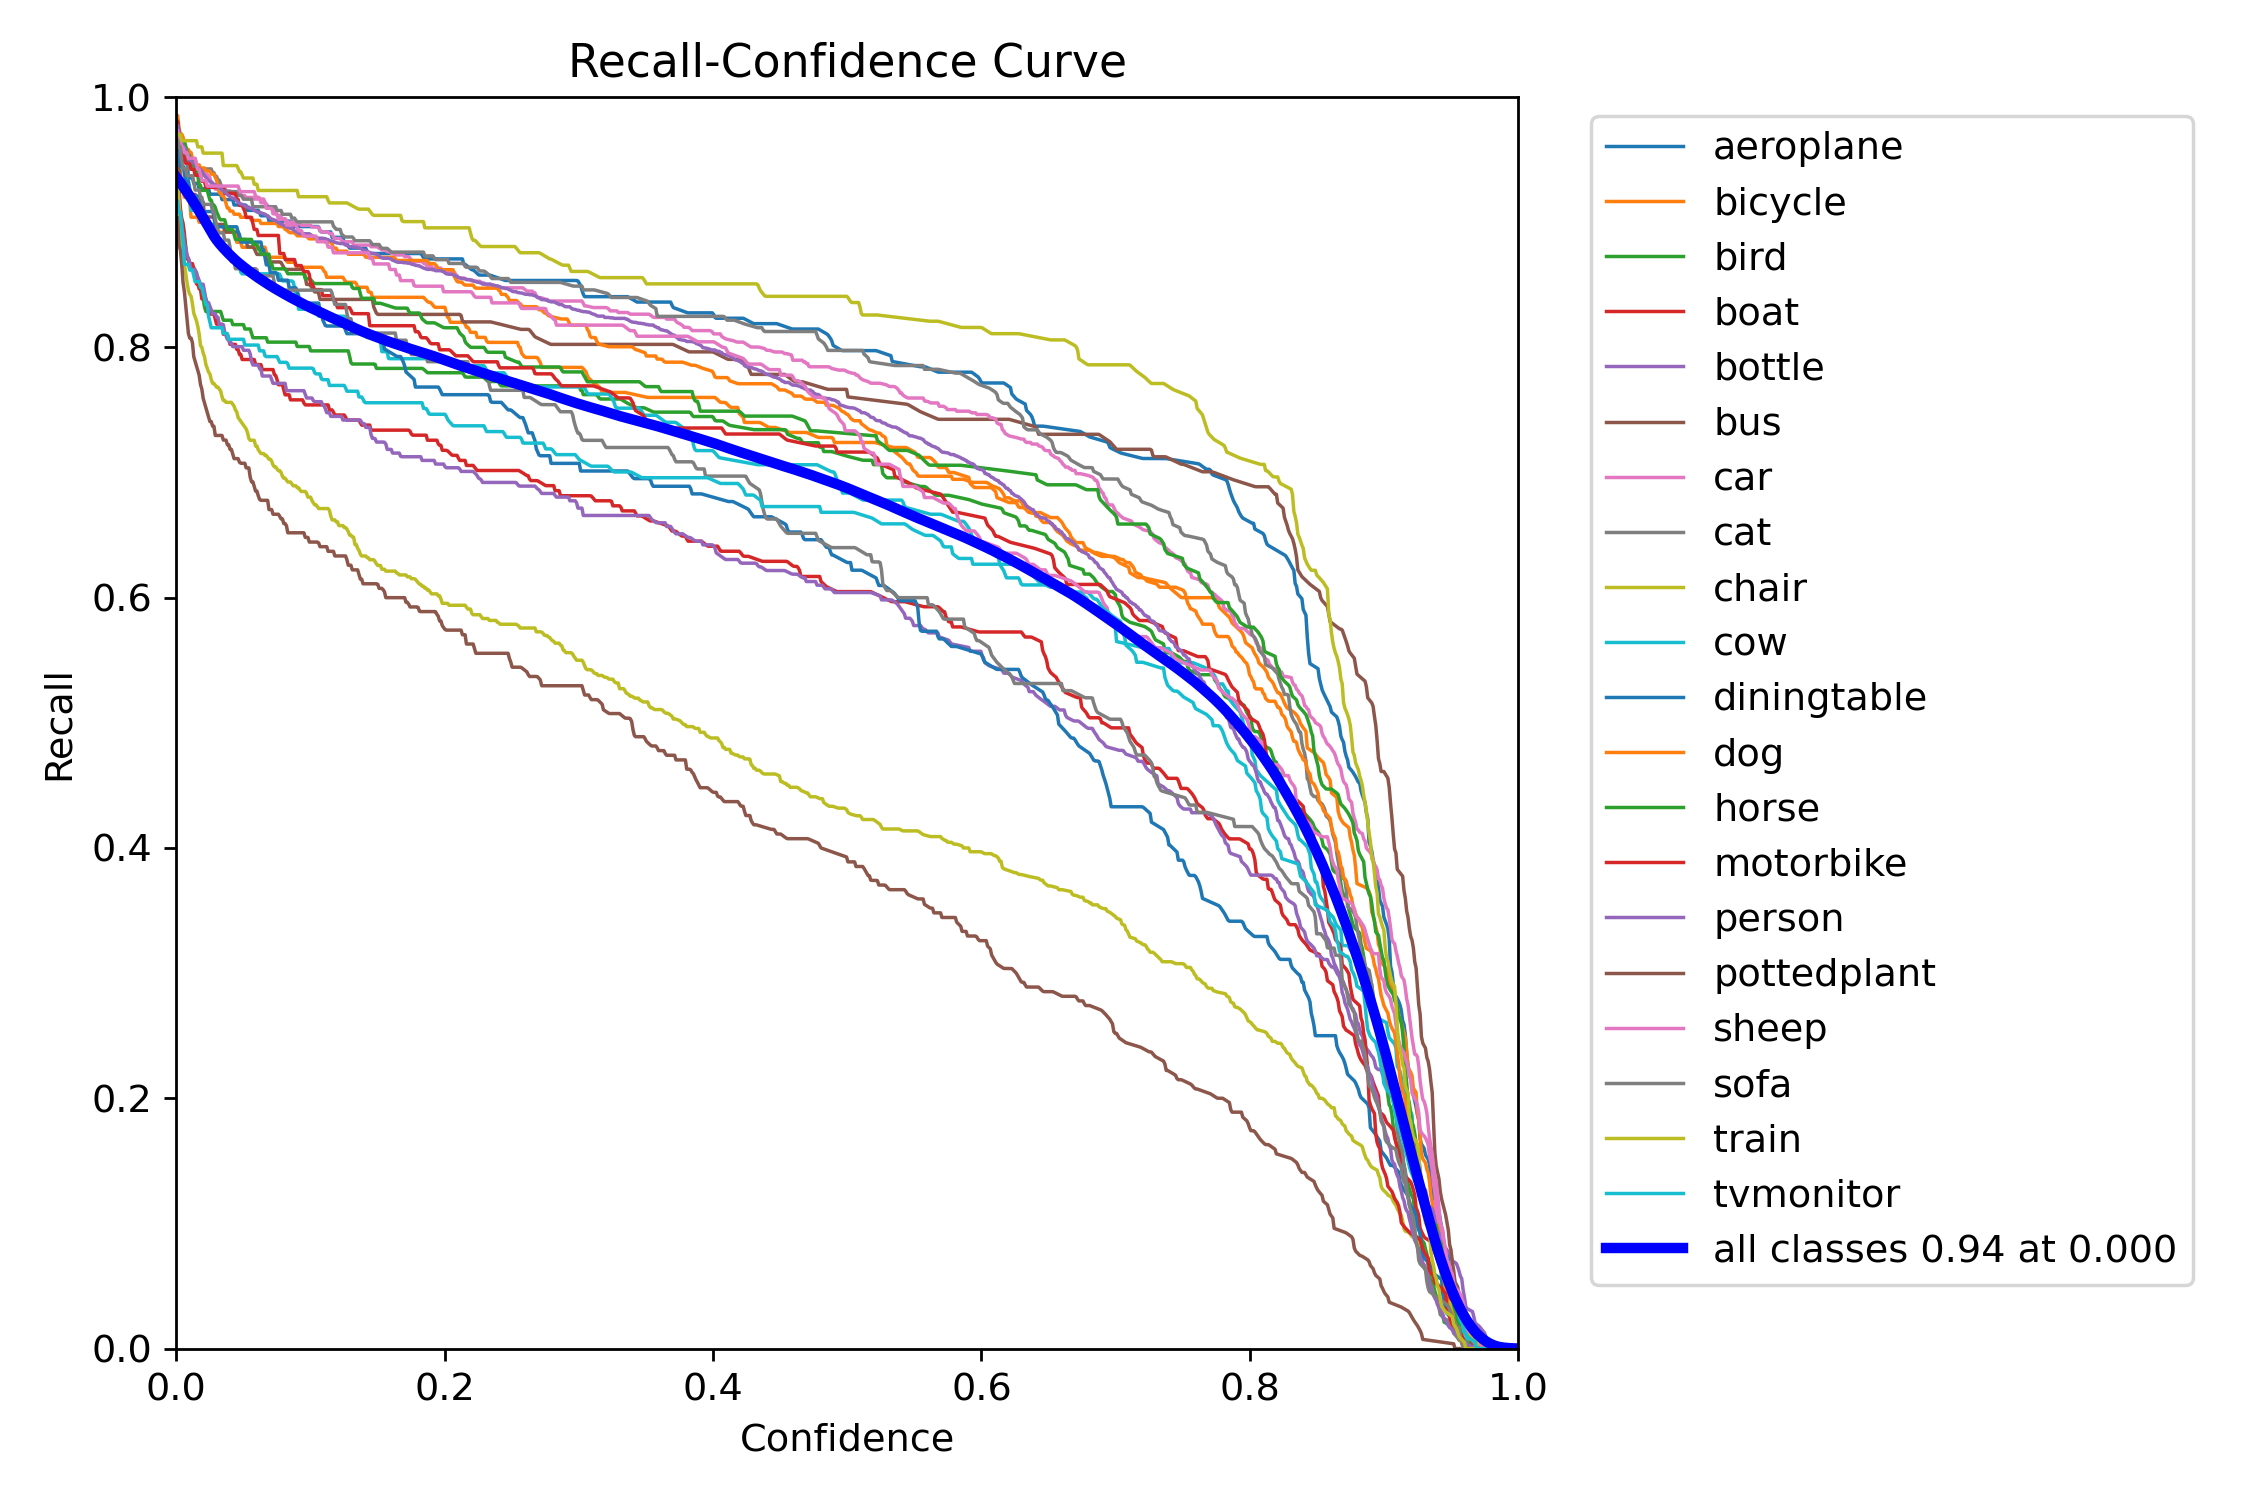 Recall-Confidence Curve
1.0
0.8
0.6
0.4
0.2
0.0
Recall
0.0 0.2 0.4 0.6 0.8 1.0
Confidence
aeroplane
bicycle
bird
boat
bottle
bus
car
cat
chair
cow
diningtable
dog
horse
motorbike
person
pottedplant
sheep
sofa
train
tvmonitor
all classes 0.94 at 0.000